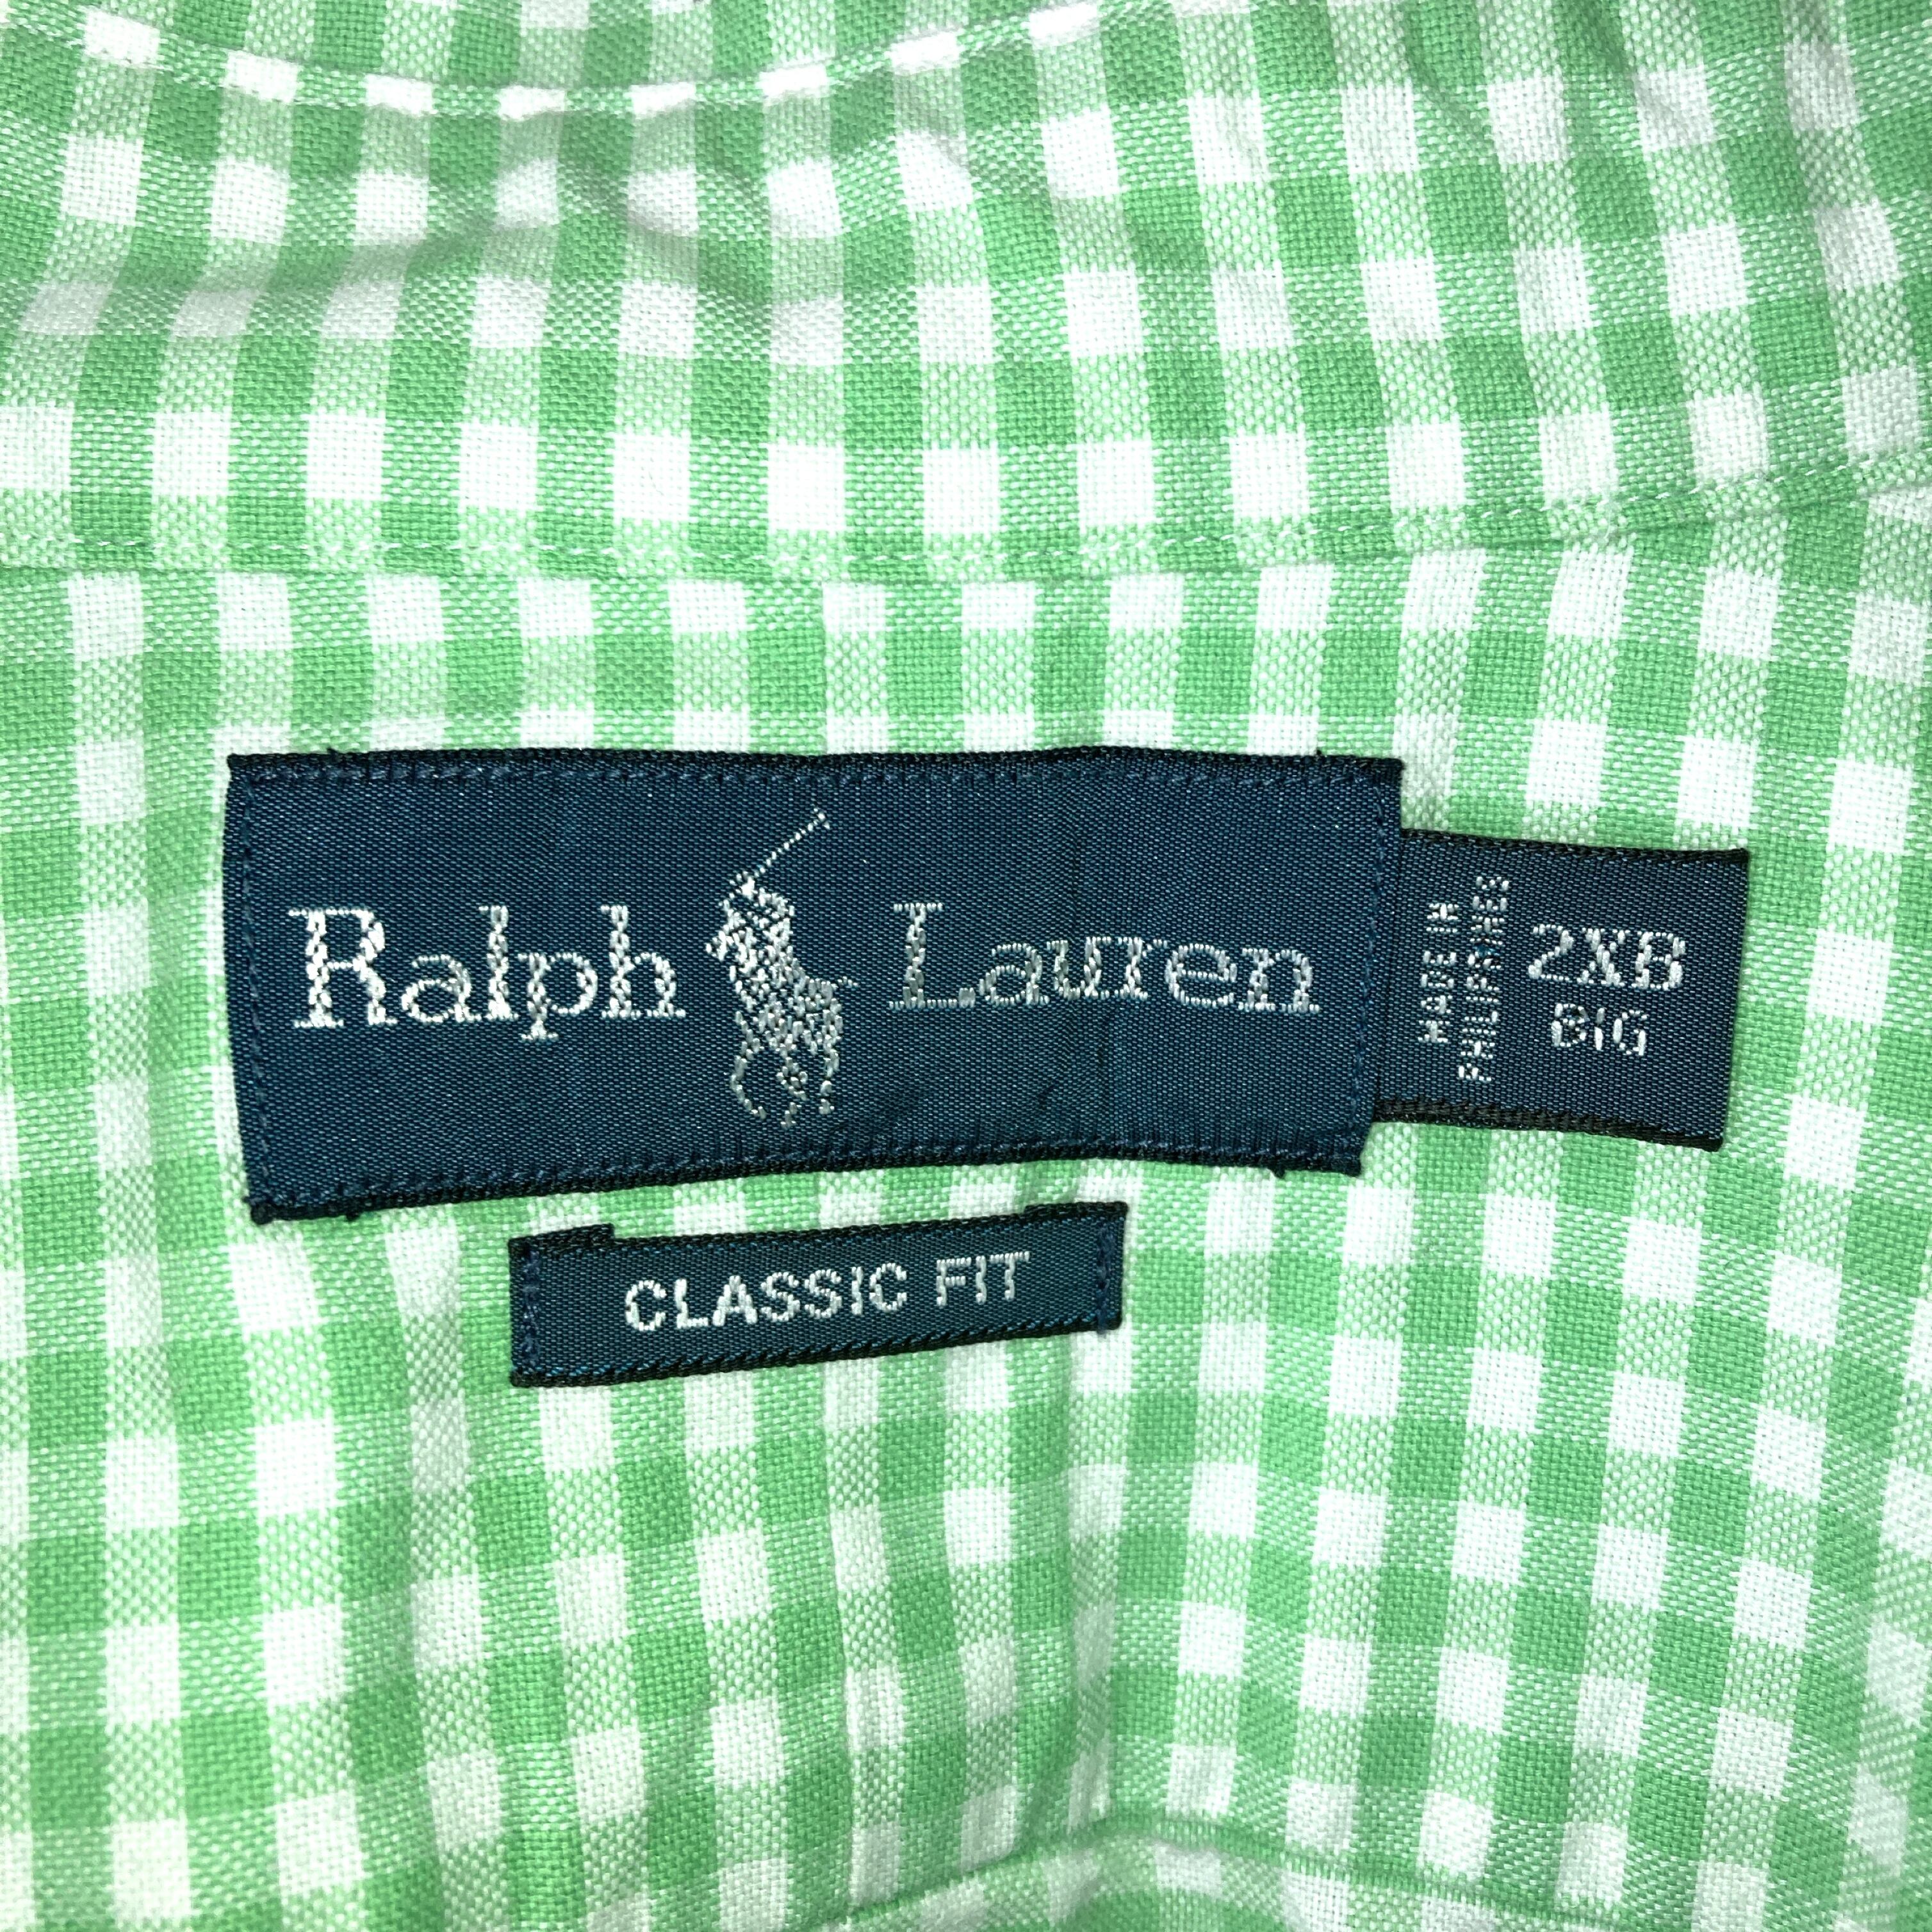 Ralph Lauren
MADE IN
PHILIPPINES
2XB
BIG
CLASSIC FIT